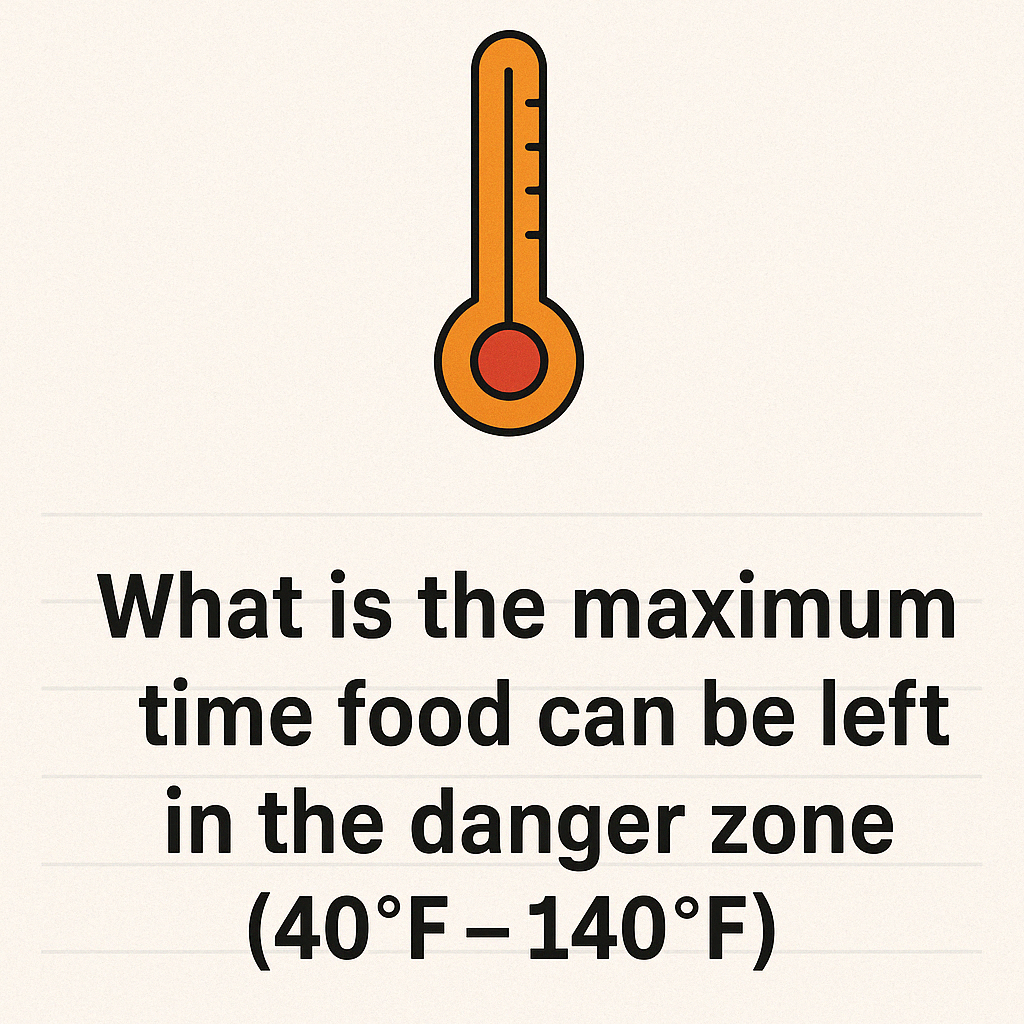 What is the maximum
time food can be left
in the danger zone
(40°F – 140°F)